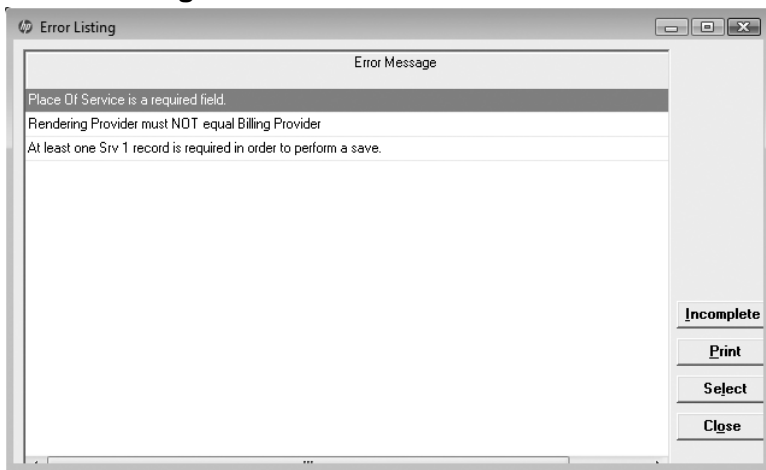 Error Listing
Error Message
Place Of Service is a required field.
Rendering Provider must NOT equal Billing Provider
At least one Srv 1 record is required in order to perform a save.
Incomplete
Print
Select
Close